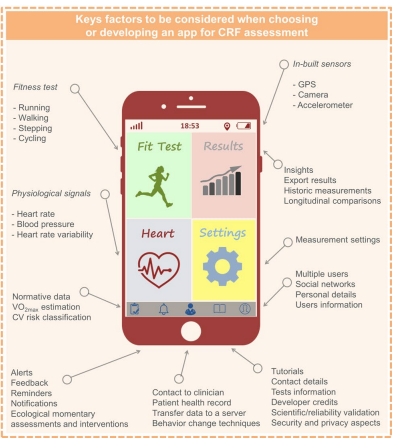 Keys factors to be considered when choosing
or developing an app for CRF assessment
Fitness test
- Running
- Walking
- Stepping
- Cycling
In-built sensors
- GPS
- Camera
- Accelerometer
18:53
Fit Test
Results
Heart
Settings
Insights
Export results
Historic measurements
Longitudinal comparisons
Physiological signals
- Heart rate
- Blood pressure
- Heart rate variability
Measurement settings
Normative data
VO2max estimation
CV risk classification
Multiple users
Social networks
Personal details
Users information
Alerts
Feedback
Reminders
Notifications
Ecological momentary
assessments and interventions
Contact to clinician
Patient health record
Transfer data to a server
Behavior change techniques
Tutorials
Contact details
Tests information
Developer credits
Scientific/reliability validation
Security and privacy aspects